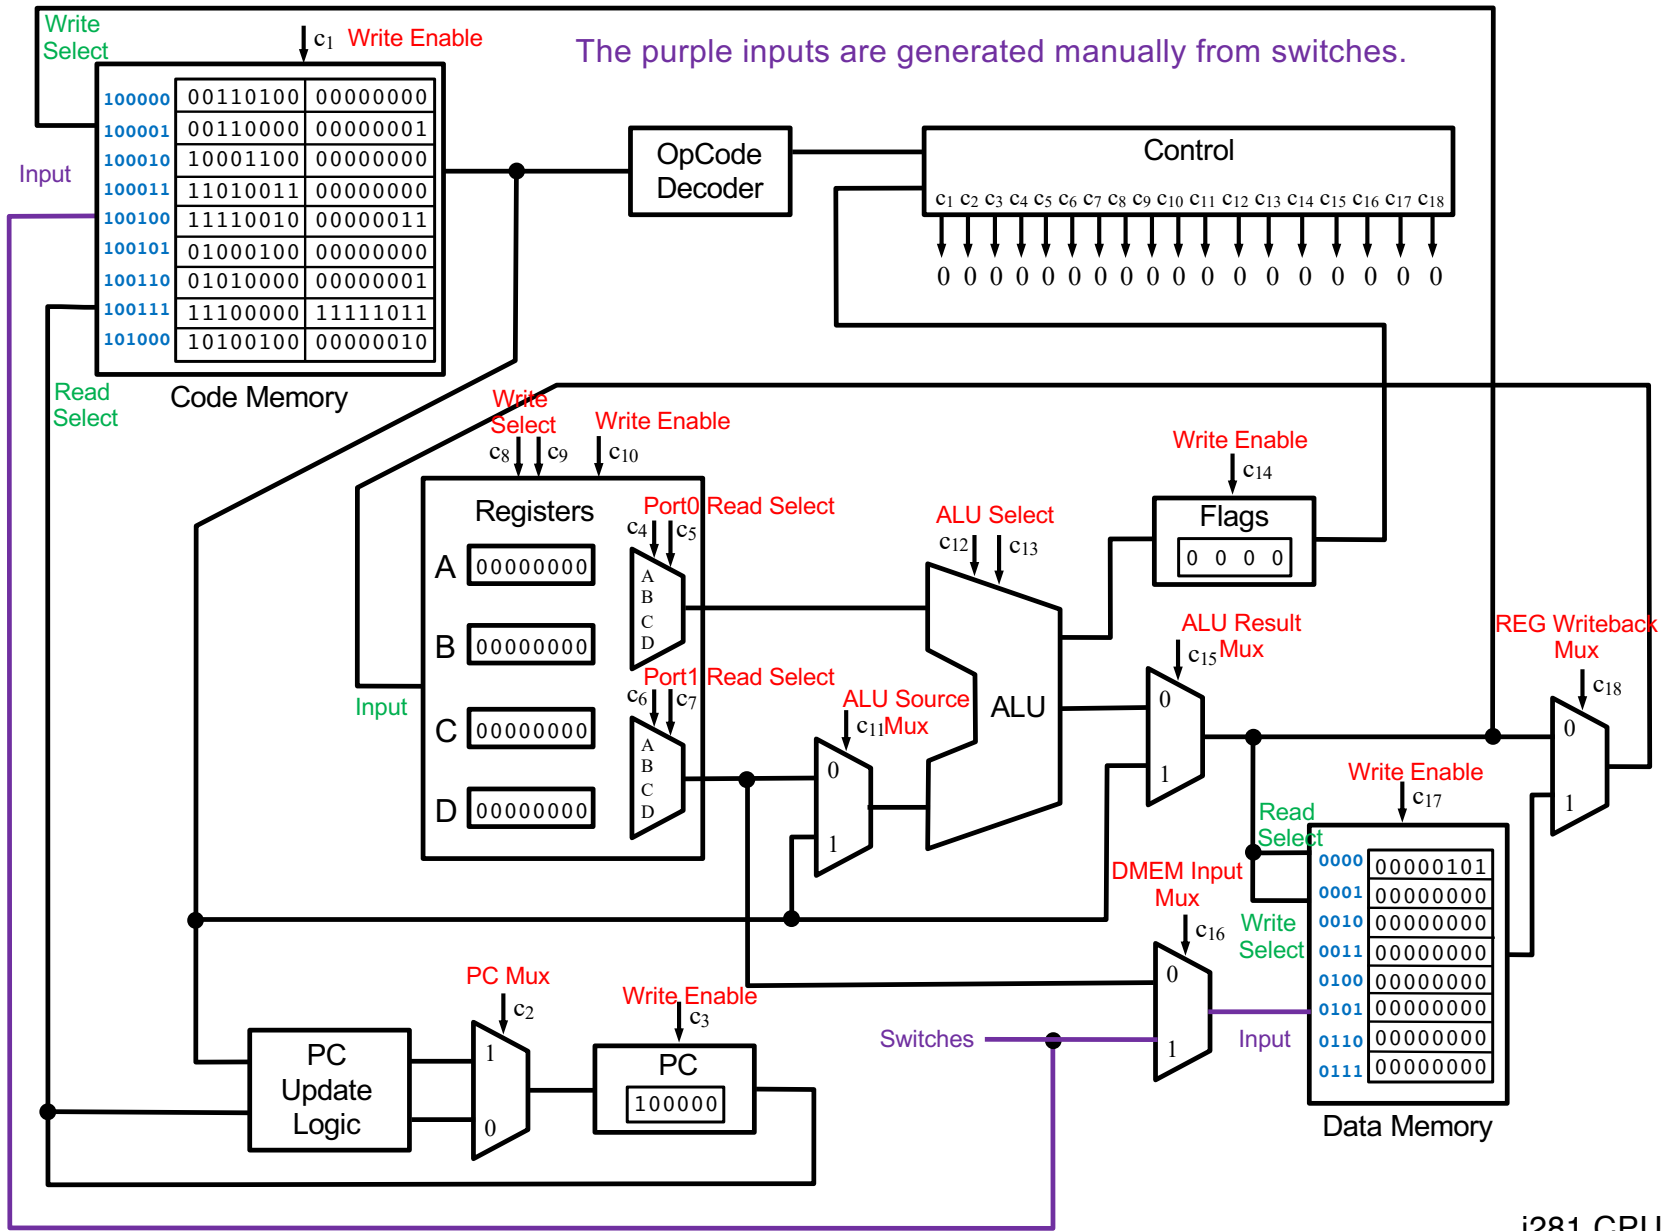 Write
Select
c1 Write Enable
The purple inputs are generated manually from switches.
100000 00110100 00000000
100001 00110000 00000001
100010 10001100 00000000
100011 11010011 00000000
100100 11110010 00000011
100101 01000100 00000000
100110 01010000 00000001
100111 11100000 11111011
101000 10100100 00000010
Input
Read
Select
Code Memory
OpCode
Decoder
Control
c1 c2 c3 c4 c5 c6 c7 c8 c9 c10 c11 c12 c13 c14 c15 c16 c17 c18
0 0 0 0 0 0 0 0 0 0 0 0 0 0 0 0 0 0
Write
Select
c8 c9
Write Enable
c10
Registers
A 00000000
B 00000000
C 00000000
D 00000000
Input
Port0 Read Select
c4 c5
A
B
C
D
Port1 Read Select
c6 c7
A
B
C
D
ALU Source
Mux
c11
0
1
ALU Select
c12 c13
ALU
Write Enable
c14
Flags
0 0 0 0
ALU Result
Mux
c15
0
1
REG Writeback
Mux
c18
0
1
Write Enable
c17
Read
Select
Write
Select
Input
0000 00000101
0001 00000000
0010 00000000
0011 00000000
0100 00000000
0101 00000000
0110 00000000
0111 00000000
Data Memory
DMEM Input
Mux
c16
0
1
Switches
PC
Update
Logic
PC Mux
c2
1
0
Write Enable
c3
PC
100000
i281 CPU